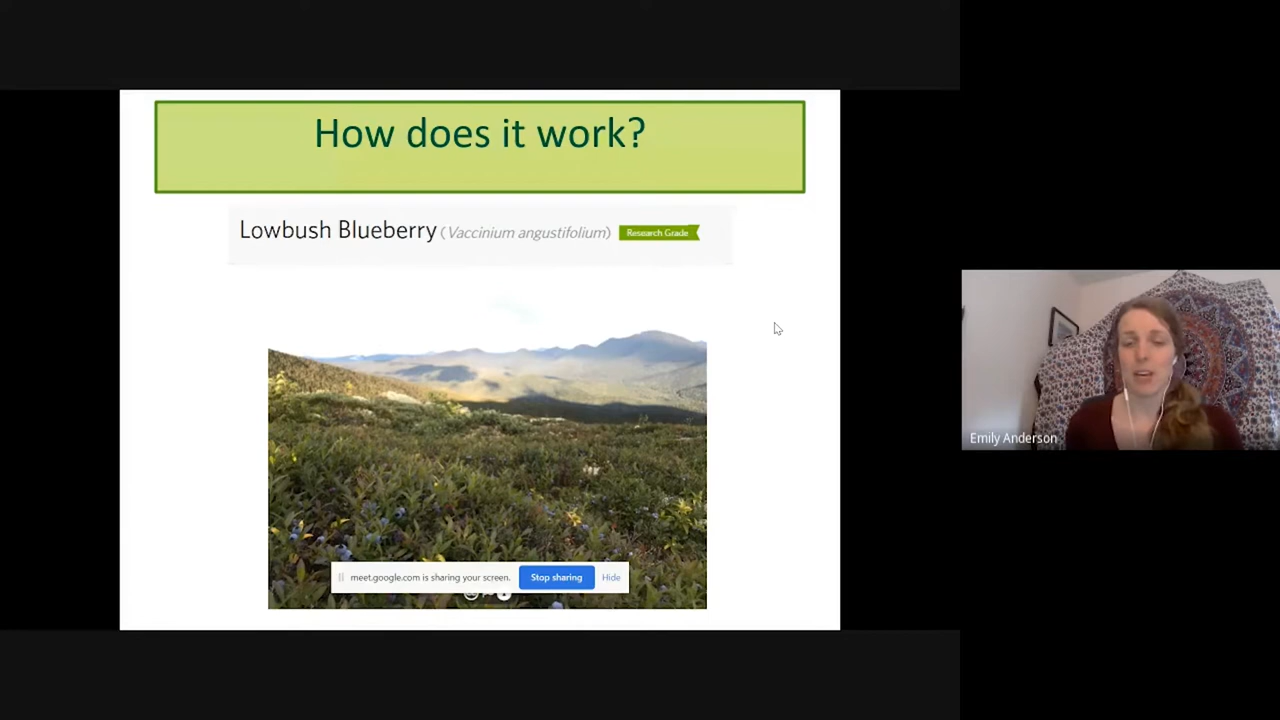 How does it work?
Lowbush Blueberry (Vaccinium angustifolium) Research Grade
meet.google.com is sharing your screen. Stop sharing Hide
Emily Anderson